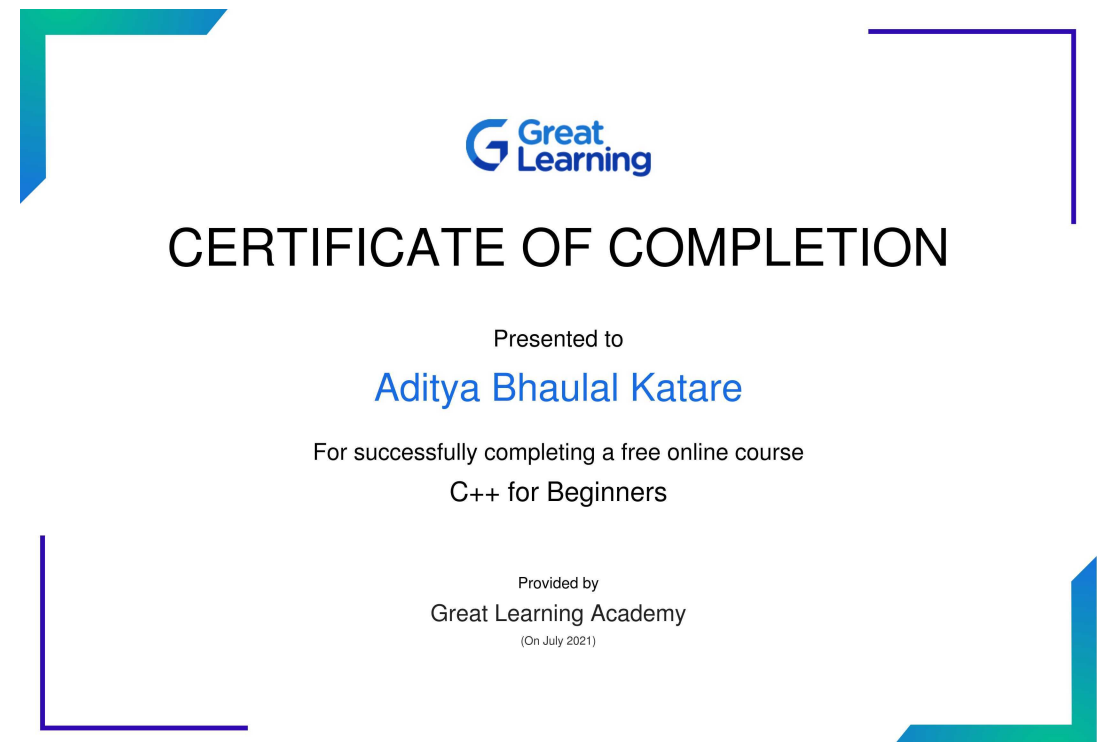 Great
Learning
CERTIFICATE OF COMPLETION
Presented to
Aditya Bhaulal Katare
For successfully completing a free online course
C++ for Beginners
Provided by
Great Learning Academy
(On July 2021)